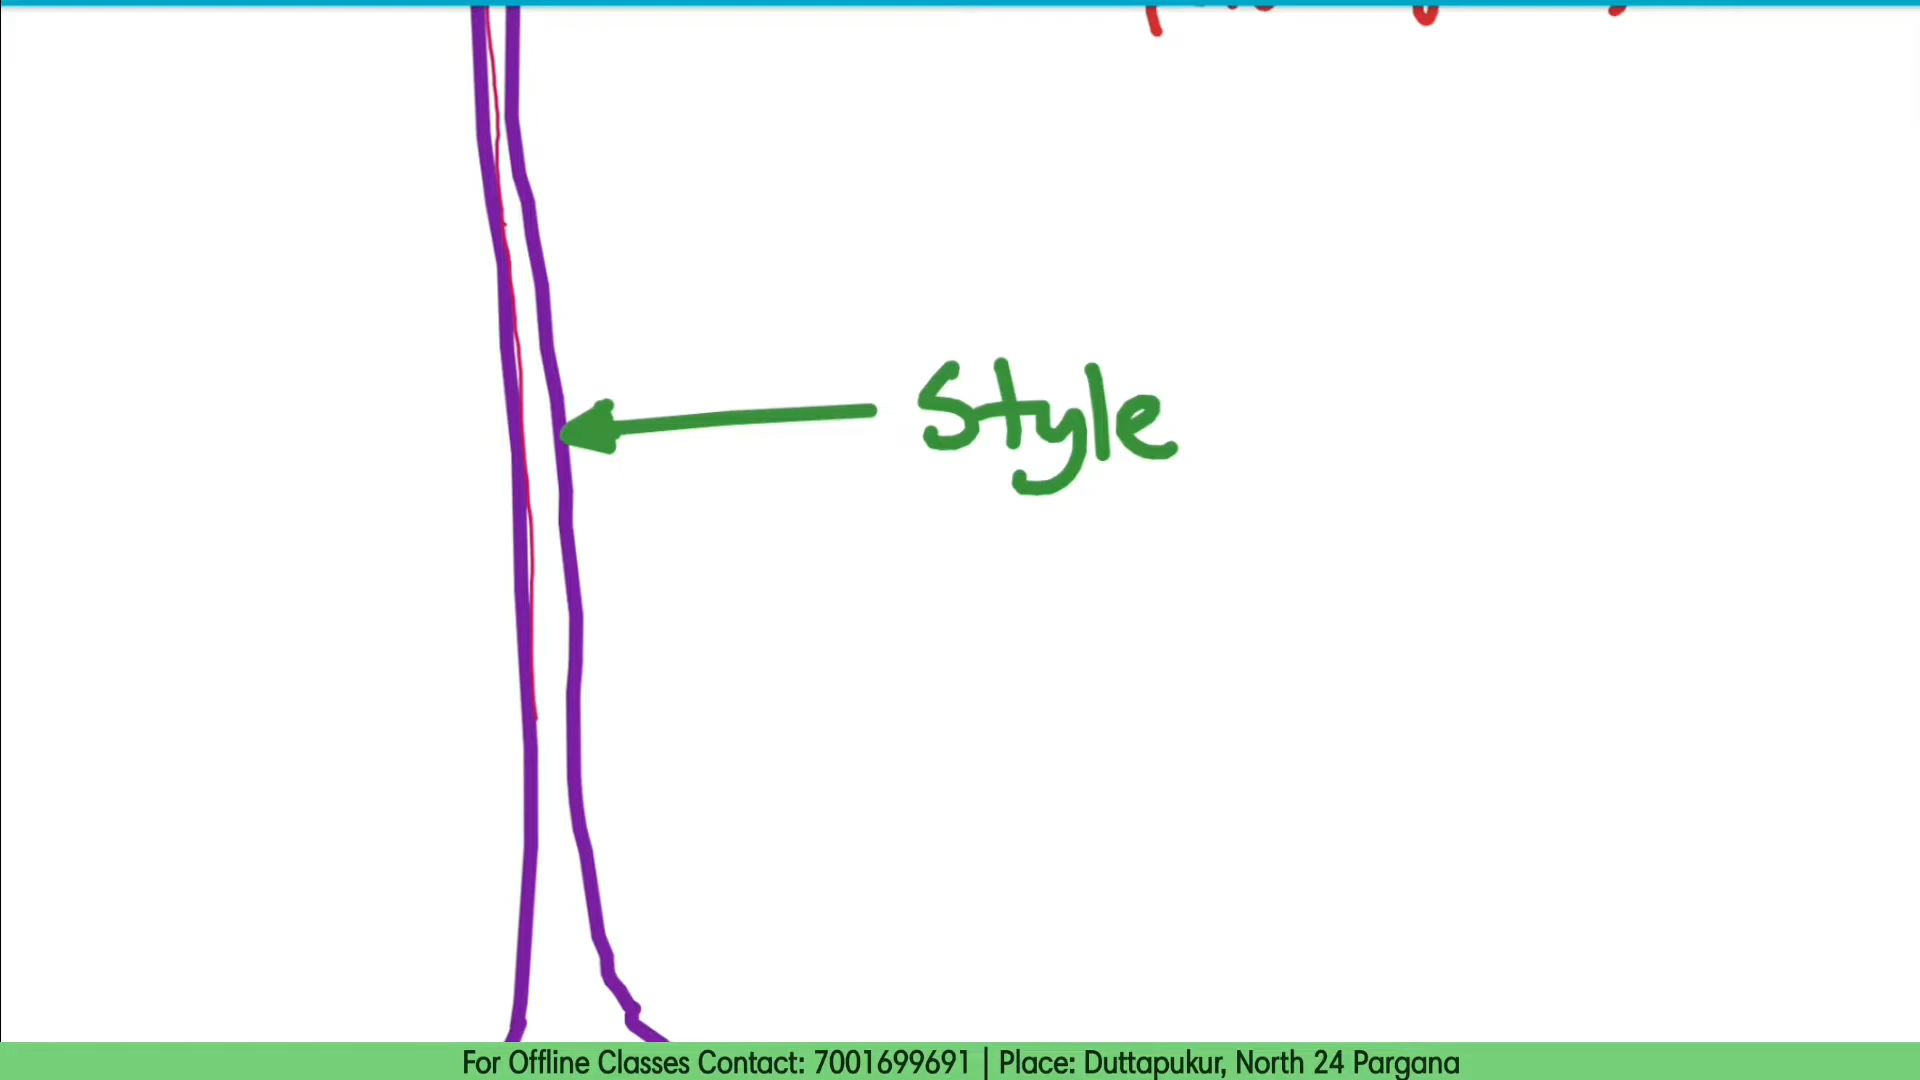 Style
For Offline Classes Contact: 7001699691 | Place: Duttapukur, North 24 Pargana